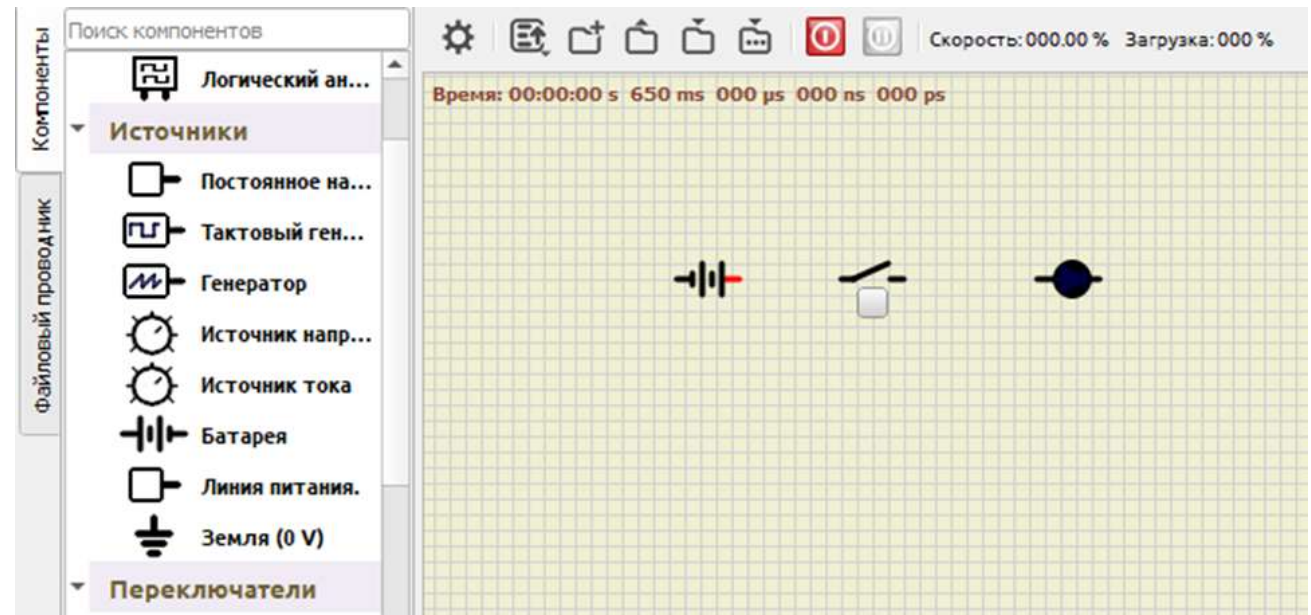 Компоненты
Файловый проводник
Поиск компонентов
Логический ан...
Источники
Постоянное на...
Тактовый ген...
Генератор
Источник напр...
Источник тока
Батарея
Линия питания.
Земля (0 V)
Переключатели
Скорость: 000.00 % Загрузка: 000 %
Время: 00:00:00 s 650 ms 000 µs 000 ns 000 ps